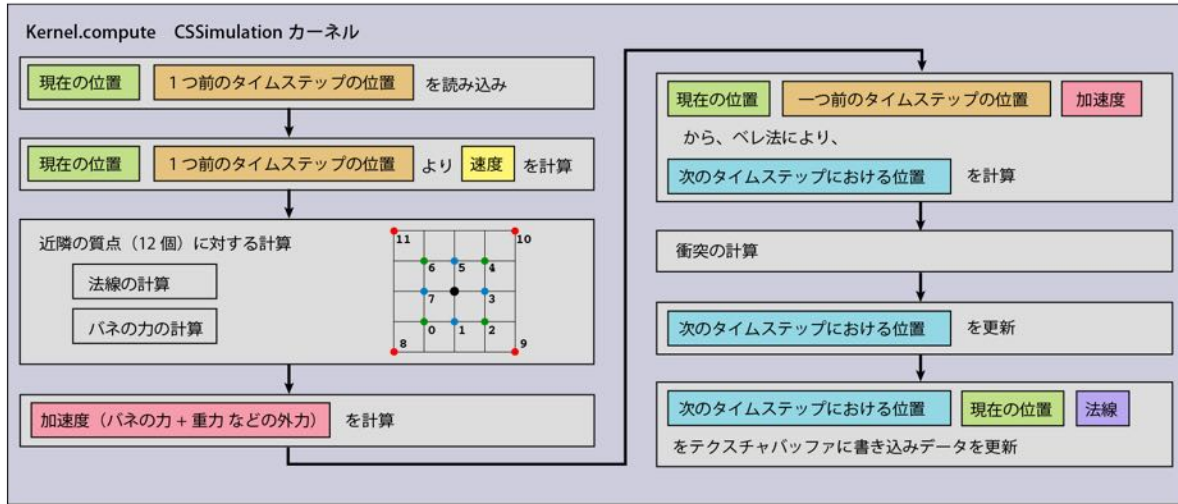 Kernel.compute　CSSimulation カーネル
現在の位置 １つ前のタイムステップの位置 を読み込み
現在の位置 １つ前のタイムステップの位置 より 速度 を計算
近隣の質点（12 個）に対する計算
法線の計算
バネの力の計算
11 10
6 5 4
7 3
0 1 2
8 9
加速度（バネの力 + 重力 などの外力） を計算
現在の位置 一つ前のタイムステップの位置 加速度
から、ベレ法により、
次のタイムステップにおける位置 を計算
衝突の計算
次のタイムステップにおける位置 を更新
次のタイムステップにおける位置 現在の位置 法線
をテクスチャバッファに書き込みデータを更新